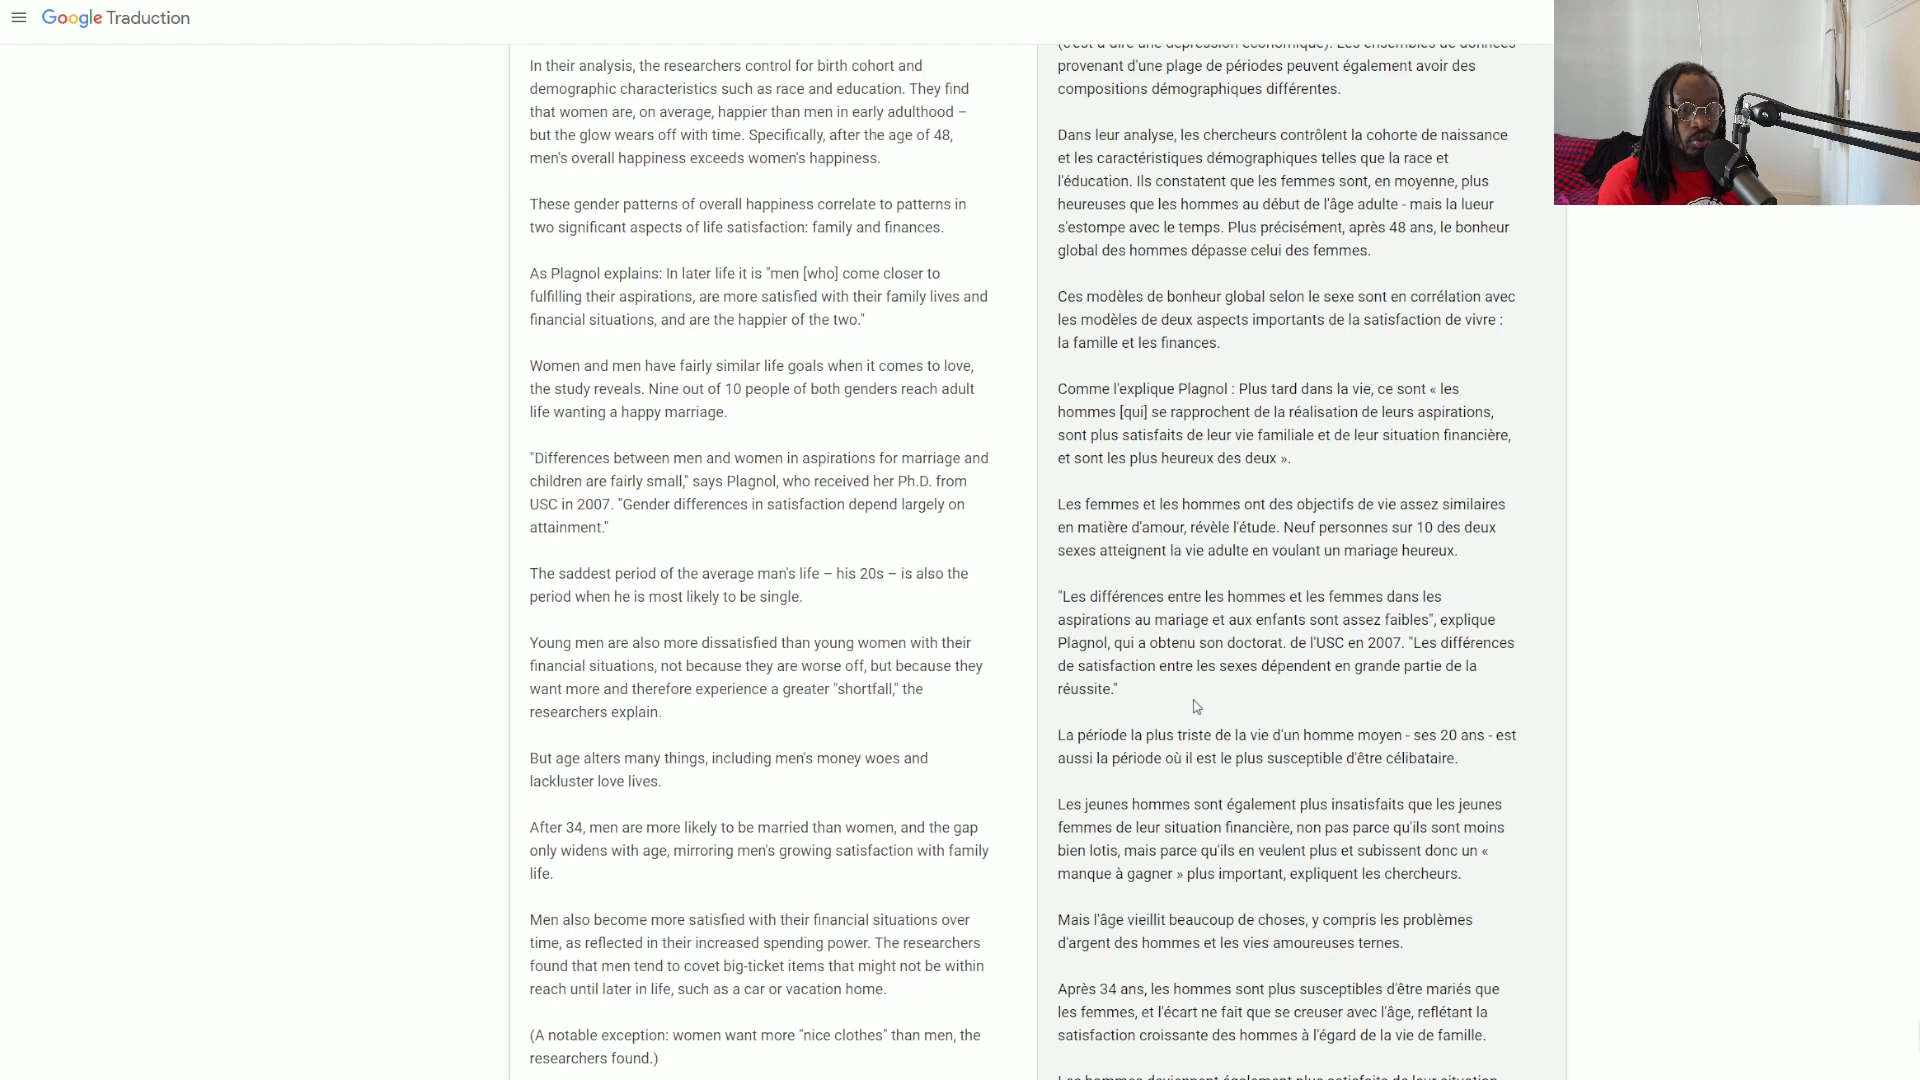 Google Traduction
In their analysis, the researchers control for birth cohort and
demographic characteristics such as race and education. They find
that women are, on average, happier than men in early adulthood –
but the glow wears off with time. Specifically, after the age of 48,
men's overall happiness exceeds women's happiness.
These gender patterns of overall happiness correlate to patterns in
two significant aspects of life satisfaction: family and finances.
As Plagnol explains: In later life it is "men [who] come closer to
fulfilling their aspirations, are more satisfied with their family lives and
financial situations, and are the happier of the two."
Women and men have fairly similar life goals when it comes to love,
the study reveals. Nine out of 10 people of both genders reach adult
life wanting a happy marriage.
"Differences between men and women in aspirations for marriage and
children are fairly small," says Plagnol, who received her Ph.D. from
USC in 2007. "Gender differences in satisfaction depend largely on
attainment."
The saddest period of the average man's life – his 20s – is also the
period when he is most likely to be single.
Young men are also more dissatisfied than young women with their
financial situations, not because they are worse off, but because they
want more and therefore experience a greater "shortfall," the
researchers explain.
But age alters many things, including men's money woes and
lackluster love lives.
After 34, men are more likely to be married than women, and the gap
only widens with age, mirroring men's growing satisfaction with family
life.
Men also become more satisfied with their financial situations over
time, as reflected in their increased spending power. The researchers
found that men tend to covet big-ticket items that might not be within
reach until later in life, such as a car or vacation home.
(A notable exception: women want more "nice clothes" than men, the
researchers found.)
(c'est à dire une dépression économique). Les ensembles de données
provenant d'une plage de périodes peuvent également avoir des
compositions démographiques différentes.
Dans leur analyse, les chercheurs contrôlent la cohorte de naissance
et les caractéristiques démographiques telles que la race et
l'éducation. Ils constatent que les femmes sont, en moyenne, plus
heureuses que les hommes au début de l'âge adulte - mais la lueur
s'estompe avec le temps. Plus précisément, après 48 ans, le bonheur
global des hommes dépasse celui des femmes.
Ces modèles de bonheur global selon le sexe sont en corrélation avec
les modèles de deux aspects importants de la satisfaction de vivre :
la famille et les finances.
Comme l'explique Plagnol : Plus tard dans la vie, ce sont « les
hommes [qui] se rapprochent de la réalisation de leurs aspirations,
sont plus satisfaits de leur vie familiale et de leur situation financière,
et sont les plus heureux des deux ».
Les femmes et les hommes ont des objectifs de vie assez similaires
en matière d'amour, révèle l'étude. Neuf personnes sur 10 des deux
sexes atteignent la vie adulte en voulant un mariage heureux.
"Les différences entre les hommes et les femmes dans les
aspirations au mariage et aux enfants sont assez faibles", explique
Plagnol, qui a obtenu son doctorat. de l'USC en 2007. "Les différences
de satisfaction entre les sexes dépendent en grande partie de la
réussite."
La période la plus triste de la vie d'un homme moyen - ses 20 ans - est
aussi la période où il est le plus susceptible d'être célibataire.
Les jeunes hommes sont également plus insatisfaits que les jeunes
femmes de leur situation financière, non pas parce qu'ils sont moins
bien lotis, mais parce qu'ils en veulent plus et subissent donc un «
manque à gagner » plus important, expliquent les chercheurs.
Mais l'âge vieillit beaucoup de choses, y compris les problèmes
d'argent des hommes et les vies amoureuses ternes.
Après 34 ans, les hommes sont plus susceptibles d'être mariés que
les femmes, et l'écart ne fait que se creuser avec l'âge, reflétant la
satisfaction croissante des hommes à l'égard de la vie de famille.
Les hommes deviennent également plus satisfaits de leur situation